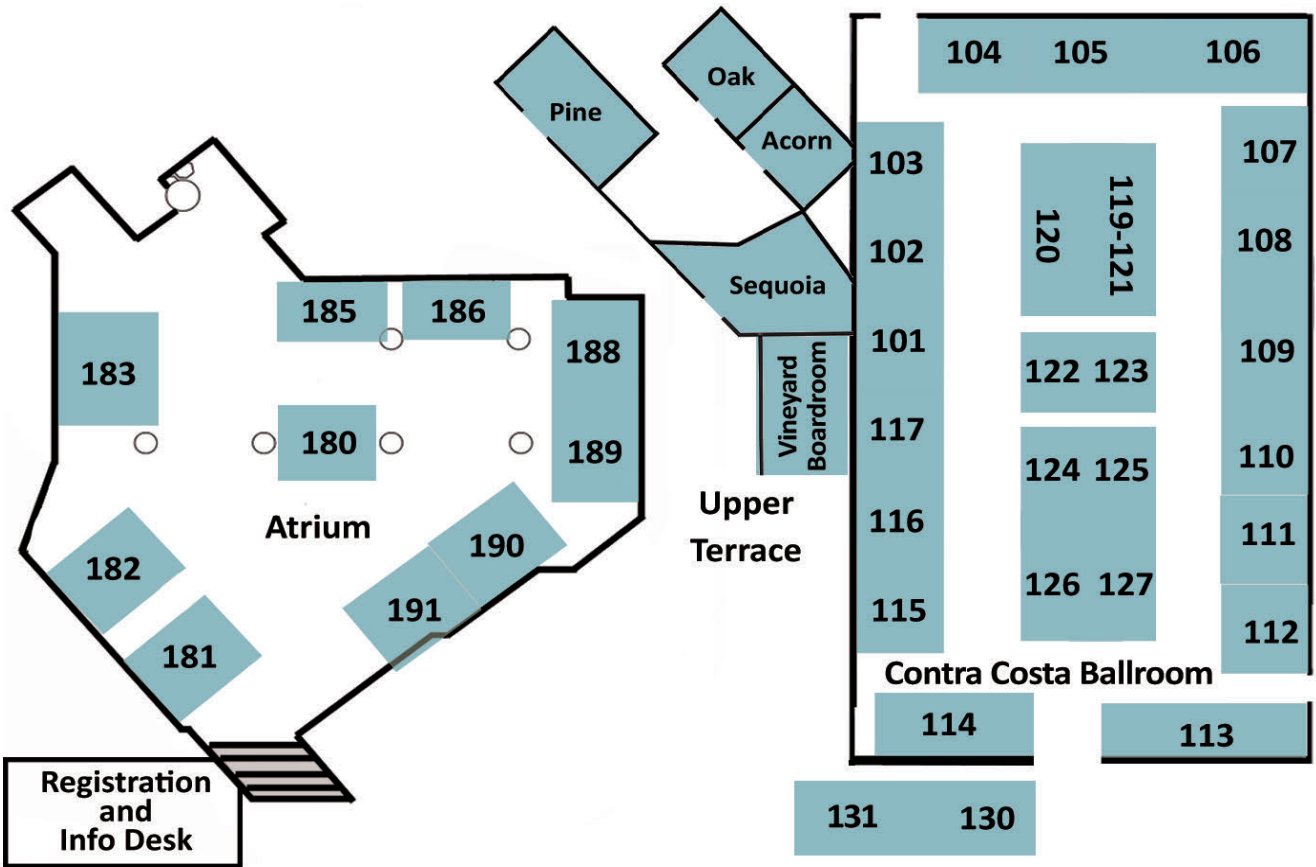 104 105 106
Oak
Pine
Acorn
103
107
120
119-121
102
108
Sequoia
185 186
101
109
188
183
122 123
Vineyard
Boardroom
117
180
189
124 125
110
Upper
Terrace
Atrium
116
111
190
182
126 127
191
115
112
181
Contra Costa Ballroom
114
113
Registration
and
Info Desk
131 130